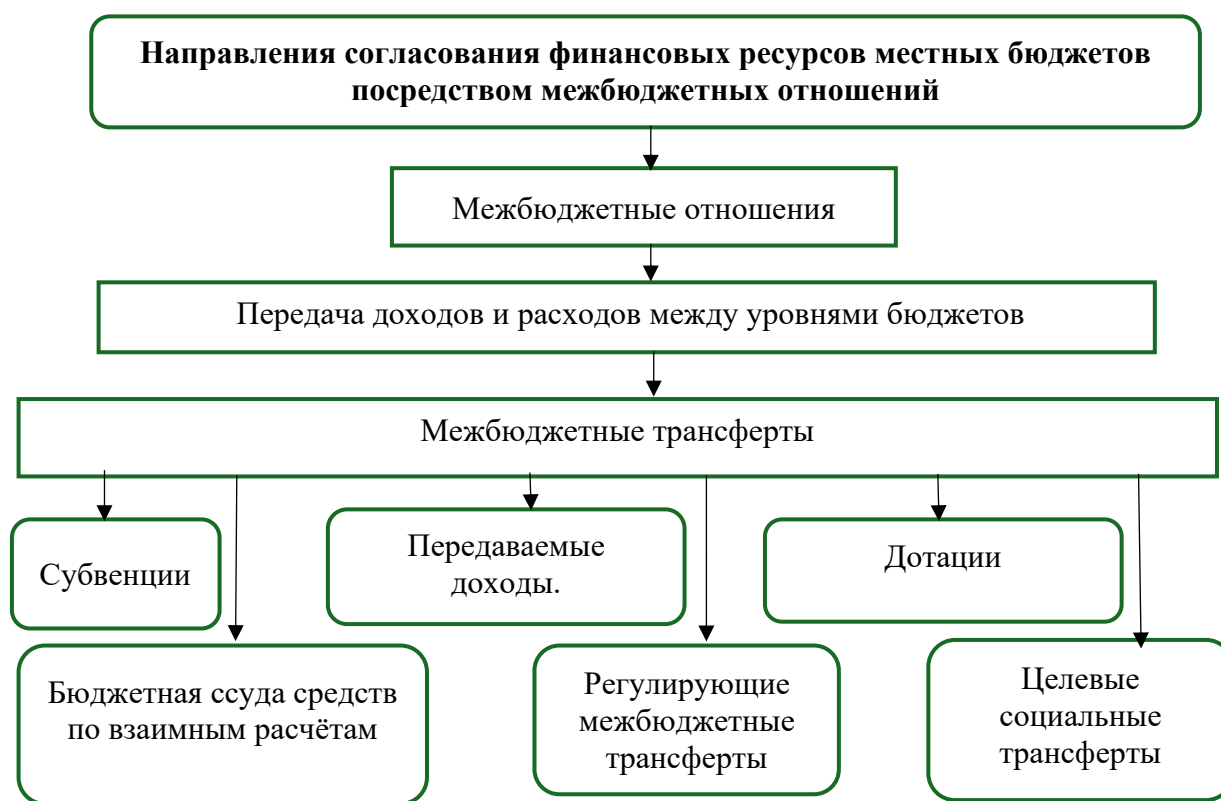 Направления согласования финансовых ресурсов местных бюджетов
посредством межбюджетных отношений
Межбюджетные отношения
Передача доходов и расходов между уровнями бюджетов
Межбюджетные трансферты
Субвенции
Передаваемые
доходы.
Дотации
Бюджетная ссуда средств
по взаимным расчётам
Регулирующие
межбюджетные
трансферты
Целевые
социальные
трансферты